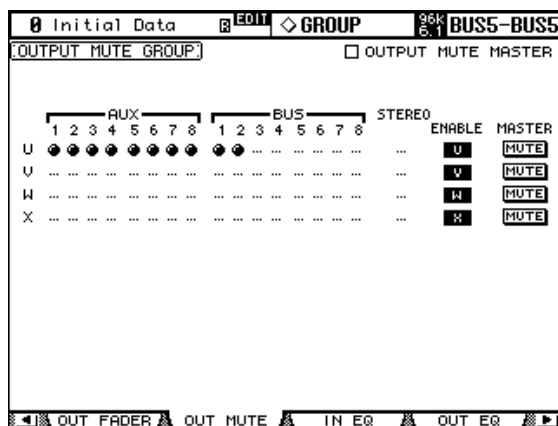 0 Initial Data R EDIT ◇ GROUP 96k 6.1 BUS5-BUS5
OUTPUT MUTE GROUP
OUTPUT MUTE MASTER
AUX BUS STEREO
1 2 3 4 5 6 7 8 1 2 3 4 5 6 7 8 ENABLE MASTER
U U MUTE
V V MUTE
W W MUTE
X X MUTE
OUT FADER OUT MUTE IN EQ OUT EQ